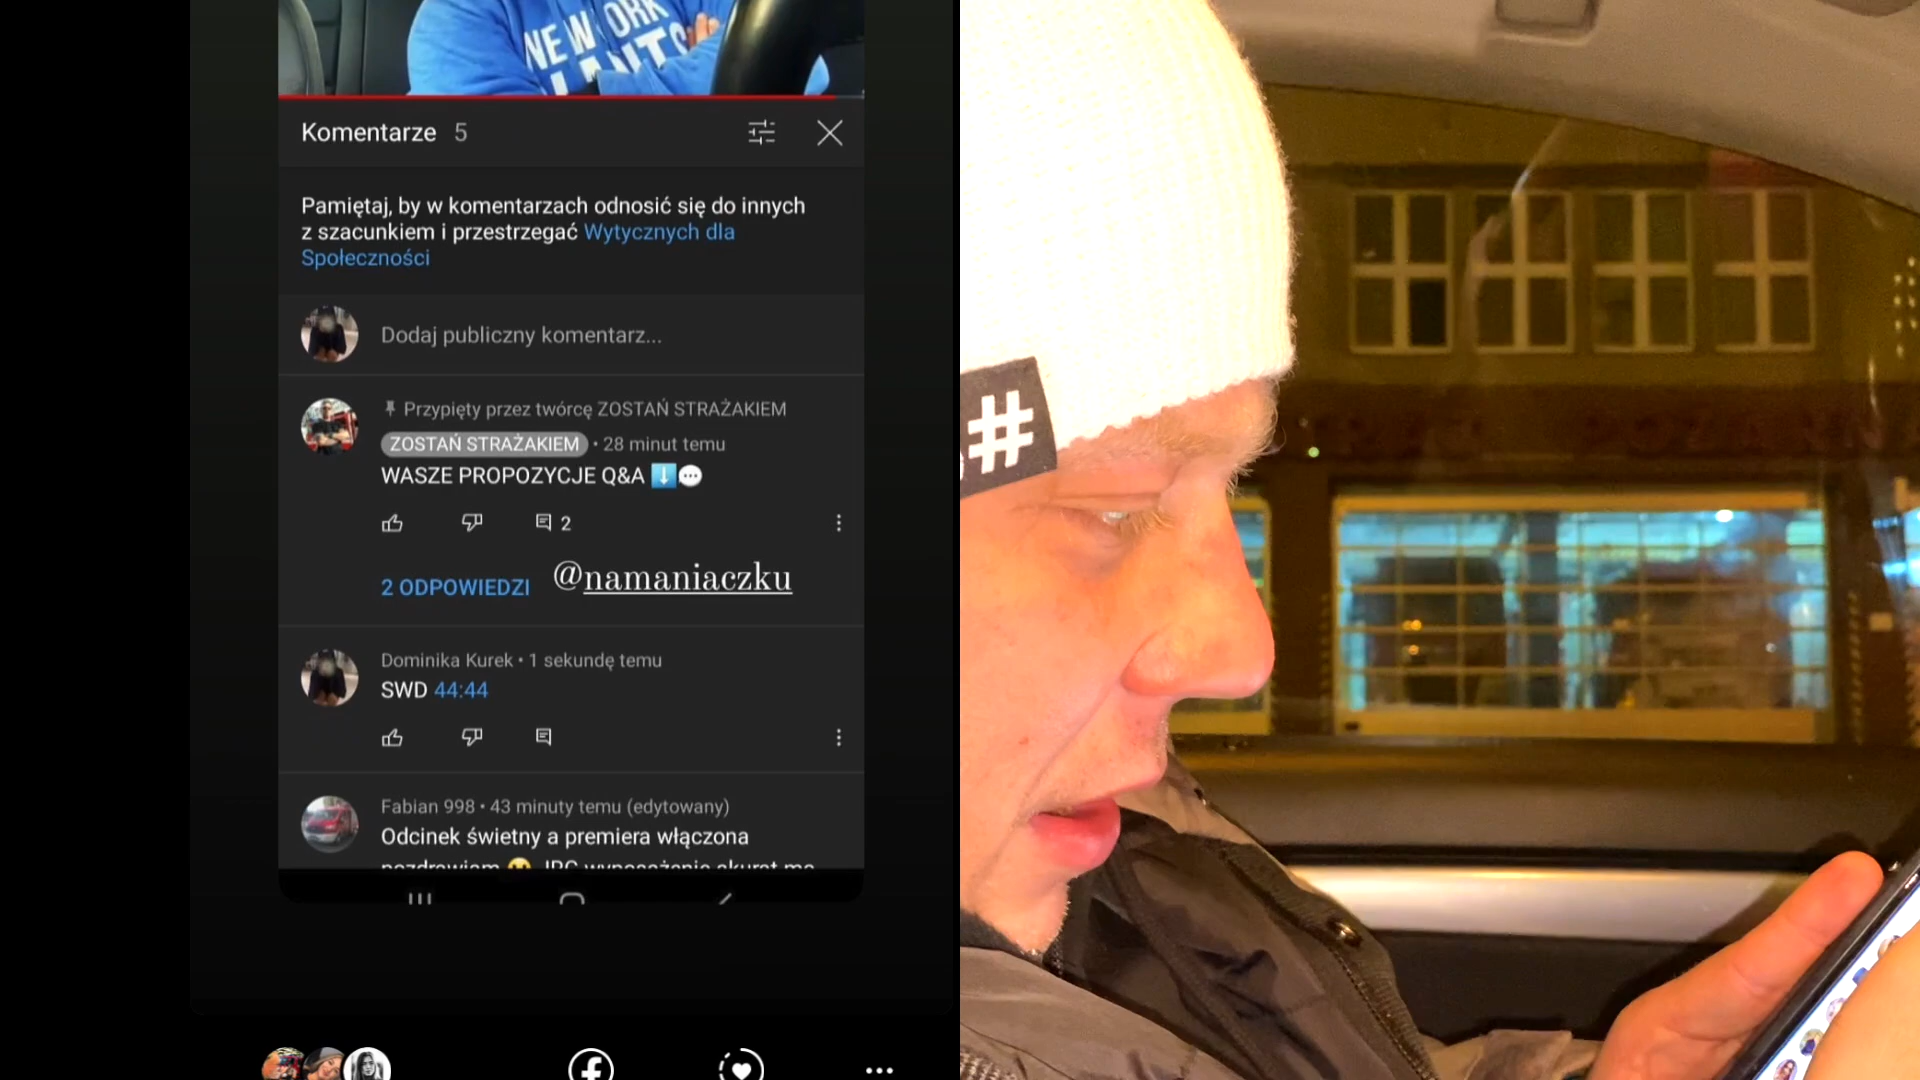 NEW YORK
Komentarze 5
Pamiętaj, by w komentarzach odnosić się do innych
z szacunkiem i przestrzegać Wytycznych dla
Społeczności
Dodaj publiczny komentarz...
Przypięty przez twórcę ZOSTAŃ STRAŻAKIEM
ZOSTAŃ STRAŻAKIEM • 28 minut temu
WASZE PROPOZYCJE Q&A ⬇️💬
2
2 ODPOWIEDZI
@namaniaczku
Dominika Kurek • 1 sekundę temu
SWD 44:44
Fabian 998 • 43 minuty temu (edytowany)
Odcinek świetny a premiera włączona
#